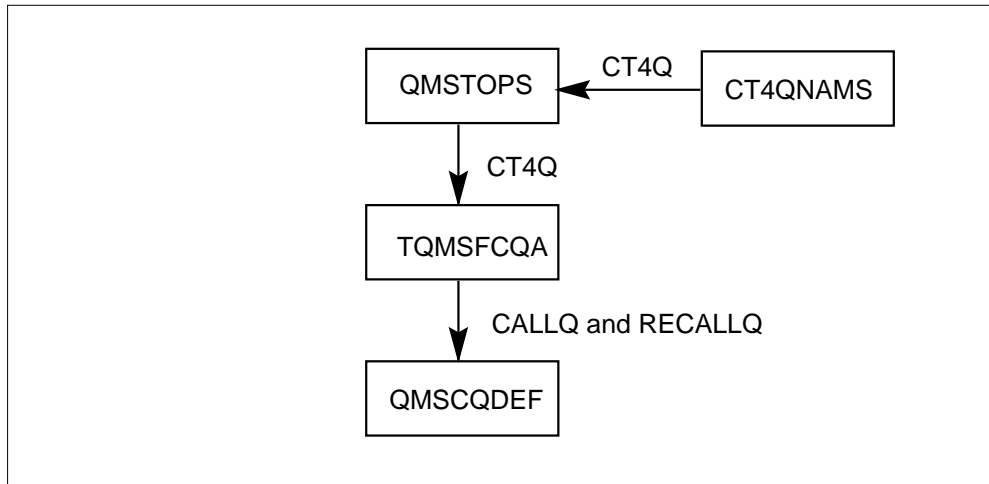 CT4Q
QMSTOPS
CT4QNAMS
CT4Q
TQMSFCQA
CALLQ and RECALLQ
QMSCQDEF